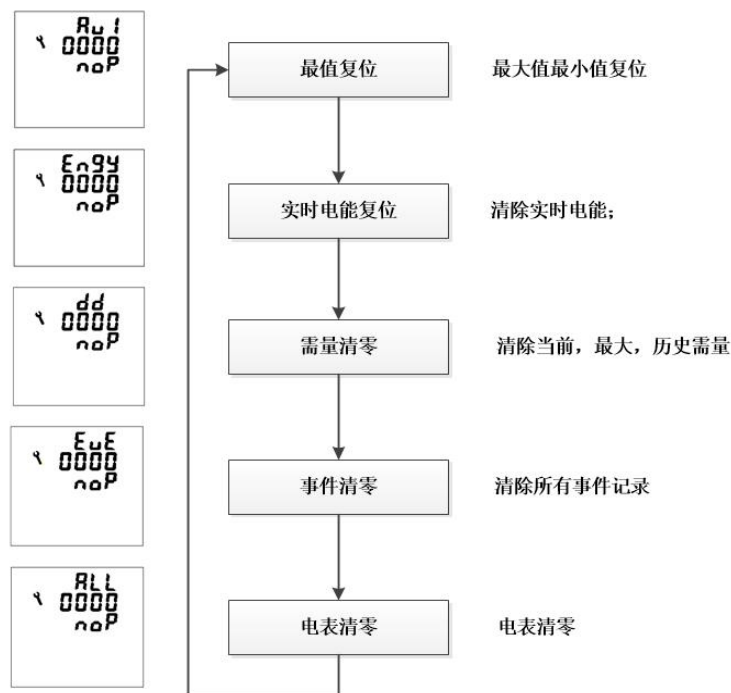 Au1
0000
noP
最值复位
最大值最小值复位
Engy
0000
noP
实时电能复位
清除实时电能;
dd
0000
noP
需量清零
清除当前，最大，历史需量
EuE
0000
noP
事件清零
清除所有事件记录
ALL
0000
noP
电表清零
电表清零